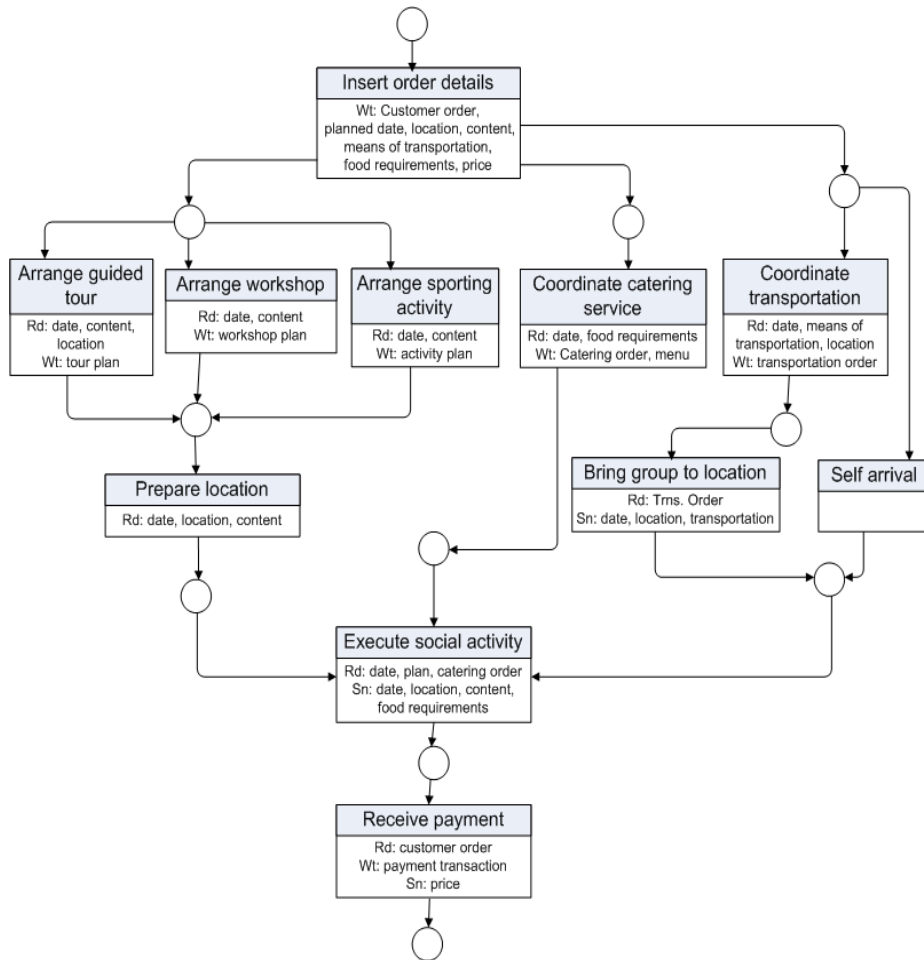 Insert order details
Wt: Customer order,
planned date, location, content,
means of transportation,
food requirements, price
Arrange guided
tour
Rd: date, content,
location
Wt: tour plan
Arrange workshop
Rd: date, content
Wt: workshop plan
Arrange sporting
activity
Rd: date, content
Wt: activity plan
Coordinate catering
service
Rd: date, food requirements
Wt: Catering order, menu
Coordinate
transportation
Rd: date, means of
transportation, location
Wt: transportation order
Prepare location
Rd: date, location, content
Bring group to location
Rd: Trns. Order
Sn: date, location, transportation
Self arrival
Execute social activity
Rd: date, plan, catering order
Sn: date, location, content,
food requirements
Receive payment
Rd: customer order
Wt: payment transaction
Sn: price